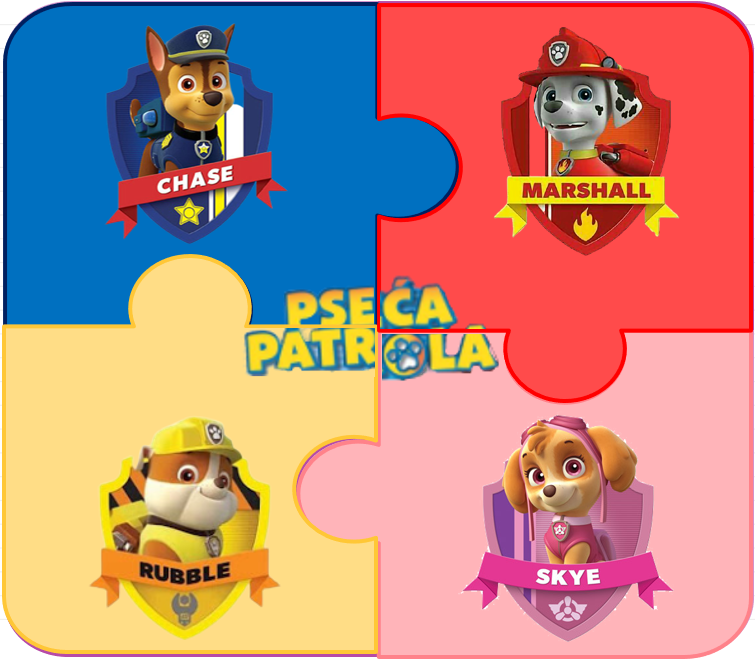 CHASE
MARSHALL
PSEĆA
PATROLA
RUBBLE
SKYE